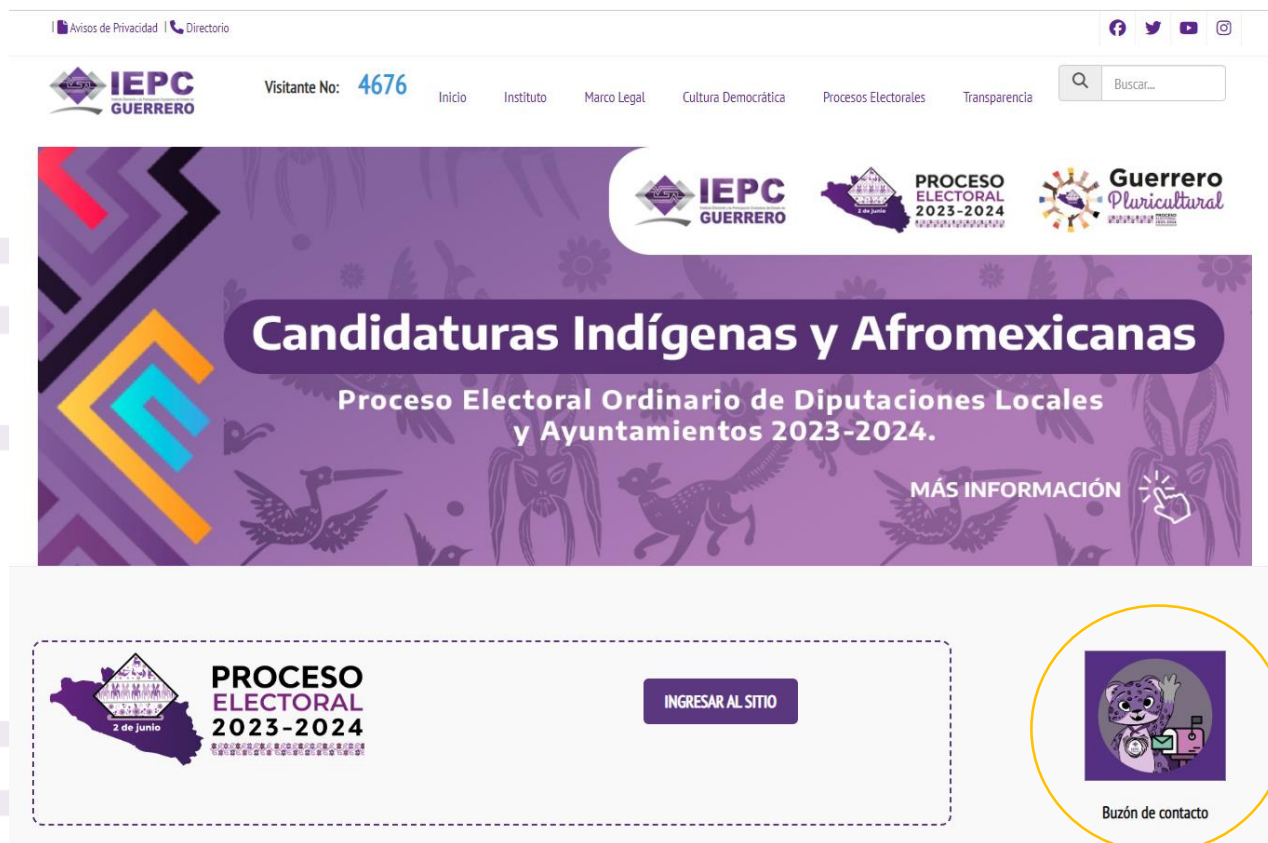 | Avisos de Privacidad | Directorio
IEPC
GUERRERO
Visitante No: 4676
Inicio Instituto Marco Legal Cultura Democrática Procesos Electorales Transparencia
Buscar...
IEPC
GUERRERO
2 de junio
PROCESO
ELECTORAL
2023-2024
Guerrero
Pluricultural
Candidaturas Indígenas y Afromexicanas
Proceso Electoral Ordinario de Diputaciones Locales
y Ayuntamientos 2023-2024.
MÁS INFORMACIÓN
2 de junio
PROCESO
ELECTORAL
2023-2024
INGRESAR AL SITIO
Buzón de contacto